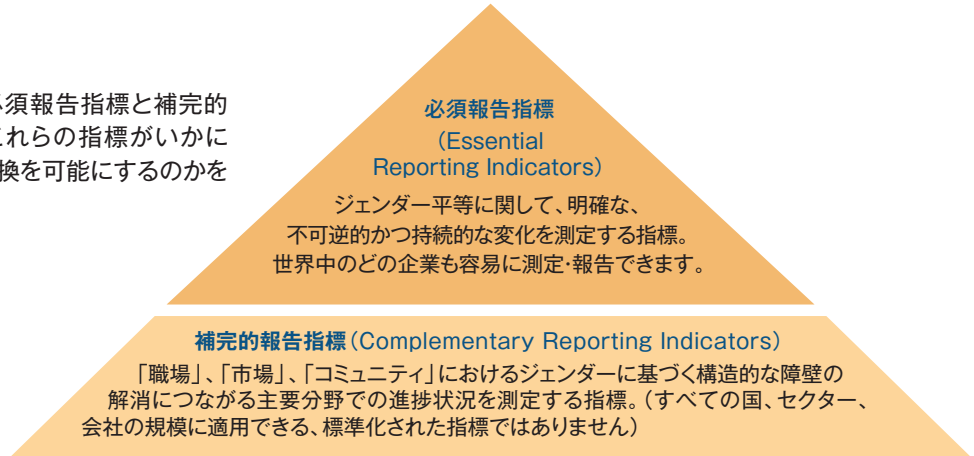 須報告指標と補完的
れらの指標がいかに
換を可能にするのかを
必須報告指標
（Essential
Reporting Indicators）
ジェンダー平等に関して、明確な、
不可逆的かつ持続的な変化を測定する指標。
世界中のどの企業も容易に測定・報告できます。
補完的報告指標（Complementary Reporting Indicators）
「職場」、「市場」、「コミュニティ」におけるジェンダーに基づく構造的な障壁の
解消につながる主要分野での進捗状況を測定する指標。（すべての国、セクター、
会社の規模に適用できる、標準化された指標ではありません）